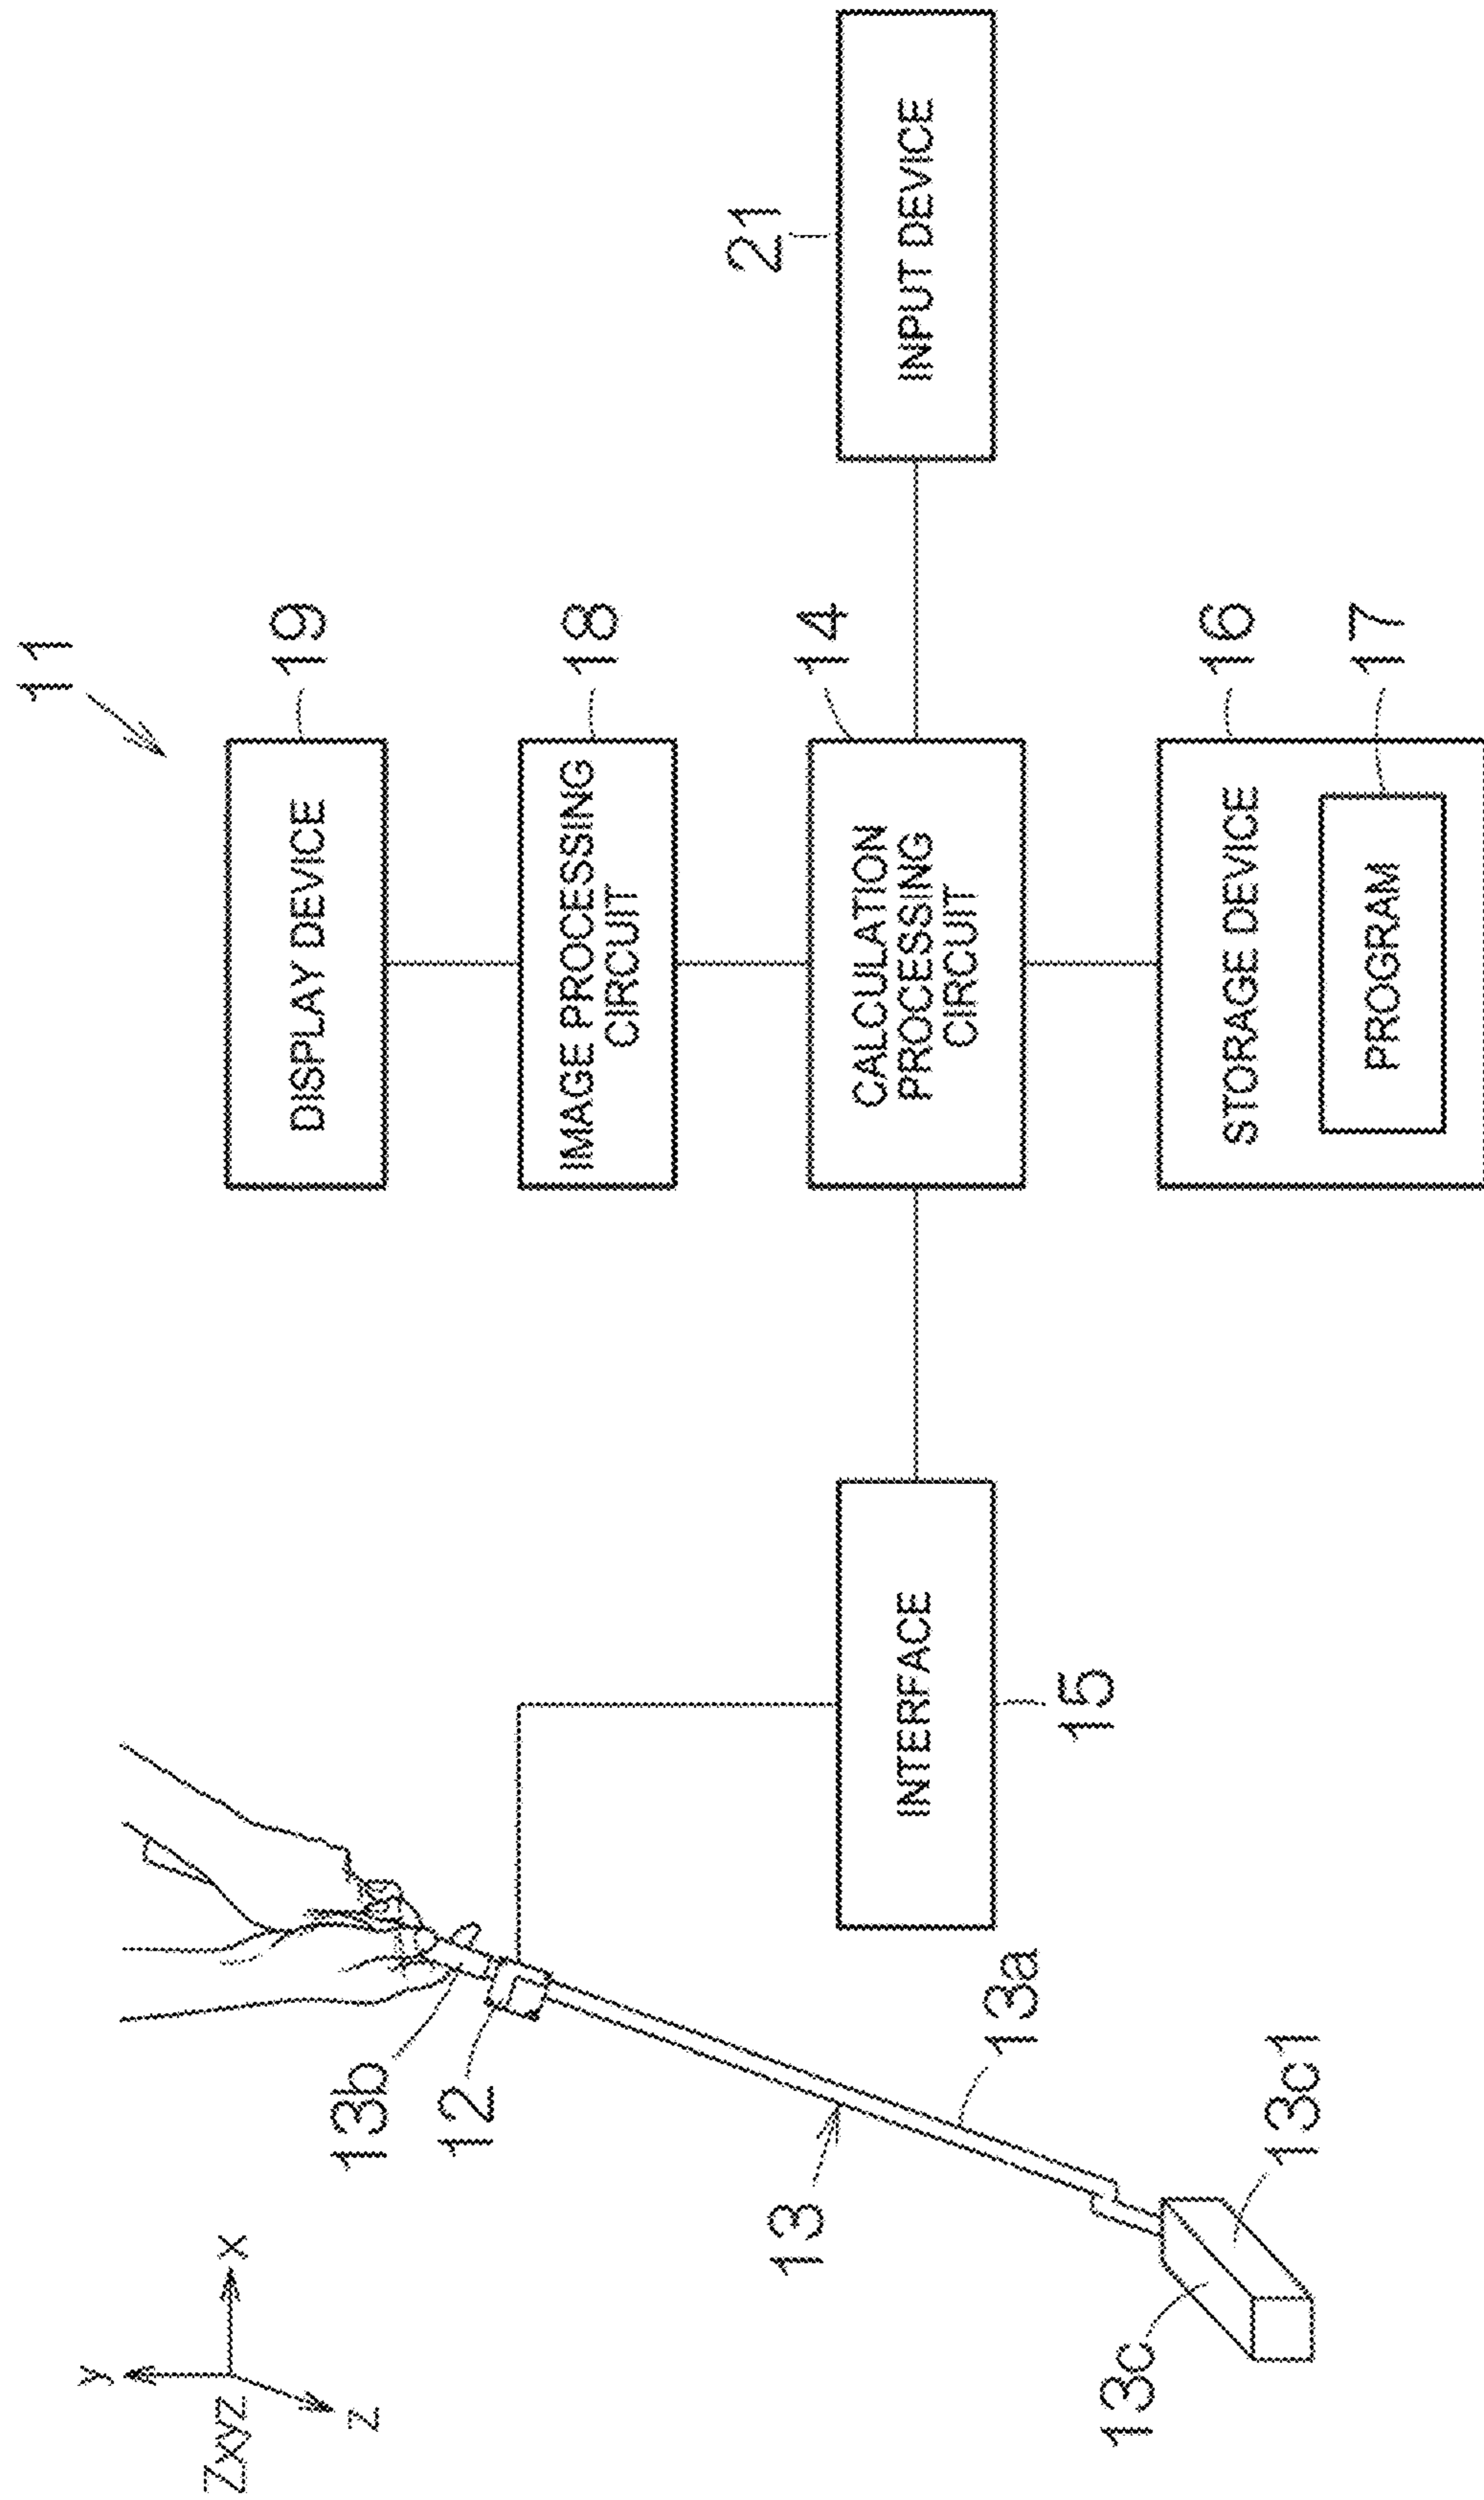 11
DISPLAY DEVICE
19
IMAGE PROCESSING
CIRCUIT
18
CALCULATION
PROCESSING
CIRCUIT
14
INPUT DEVICE
21
STORAGE DEVICE
16
PROGRAM
17
INTERFACE
15
y
x
z
Zxyz
13b
12
13
13a
13c
13c1